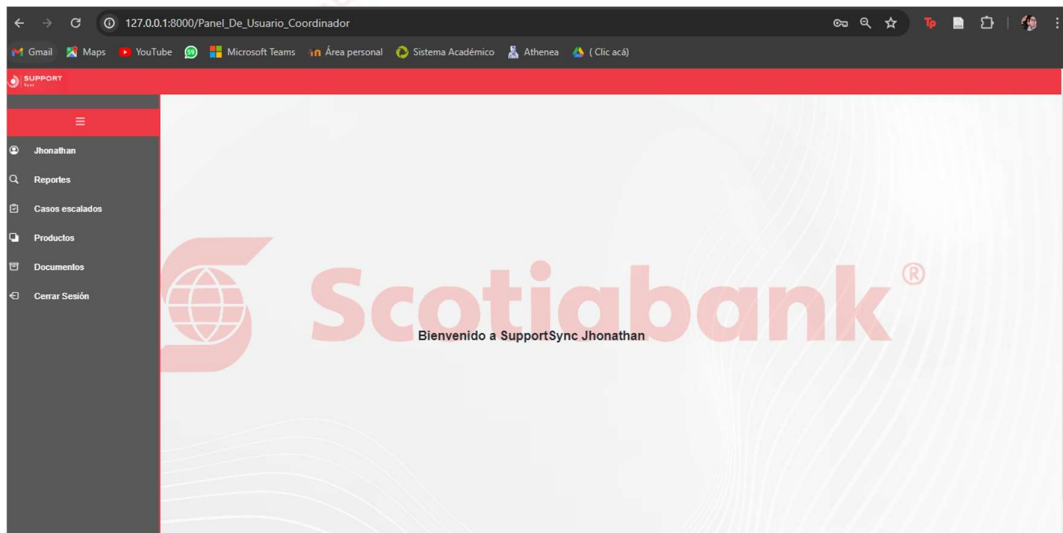 127.0.0.1:8000/Panel_De_Usuario_Coordinador
Gmail Maps YouTube Microsoft Teams Área personal Sistema Académico Athenea ( Clic acá)
SUPPORT
Sync
Jhonathan
Reportes
Casos escalados
Productos
Documentos
Cerrar Sesión
Scotiabank®
Bienvenido a SupportSync Jhonathan